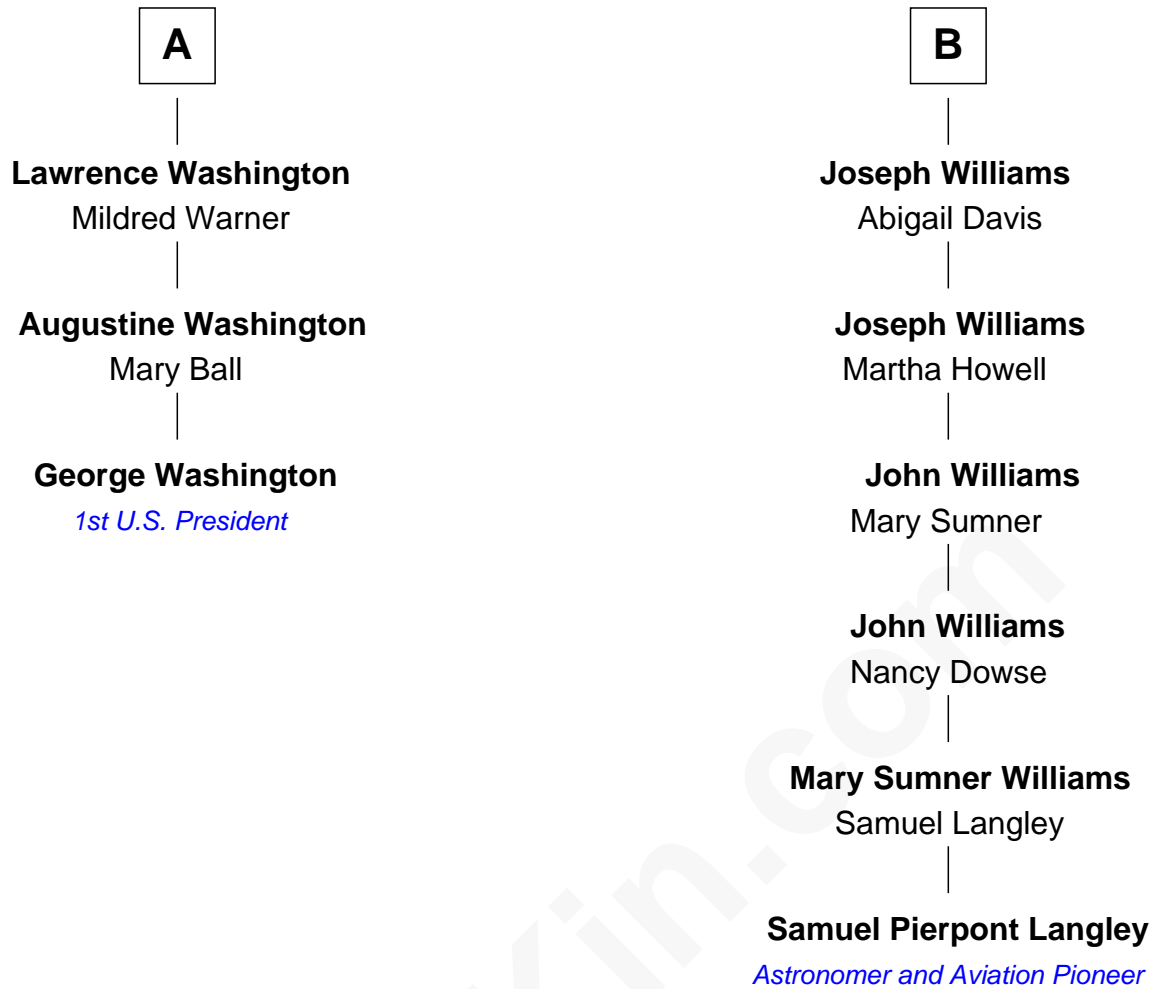 A
Lawrence Washington
Mildred Warner
Augustine Washington
Mary Ball
George Washington
1st U.S. President
B
Joseph Williams
Abigail Davis
Joseph Williams
Martha Howell
John Williams
Mary Sumner
John Williams
Nancy Dowse
Mary Sumner Williams
Samuel Langley
Samuel Pierpont Langley
Astronomer and Aviation Pioneer